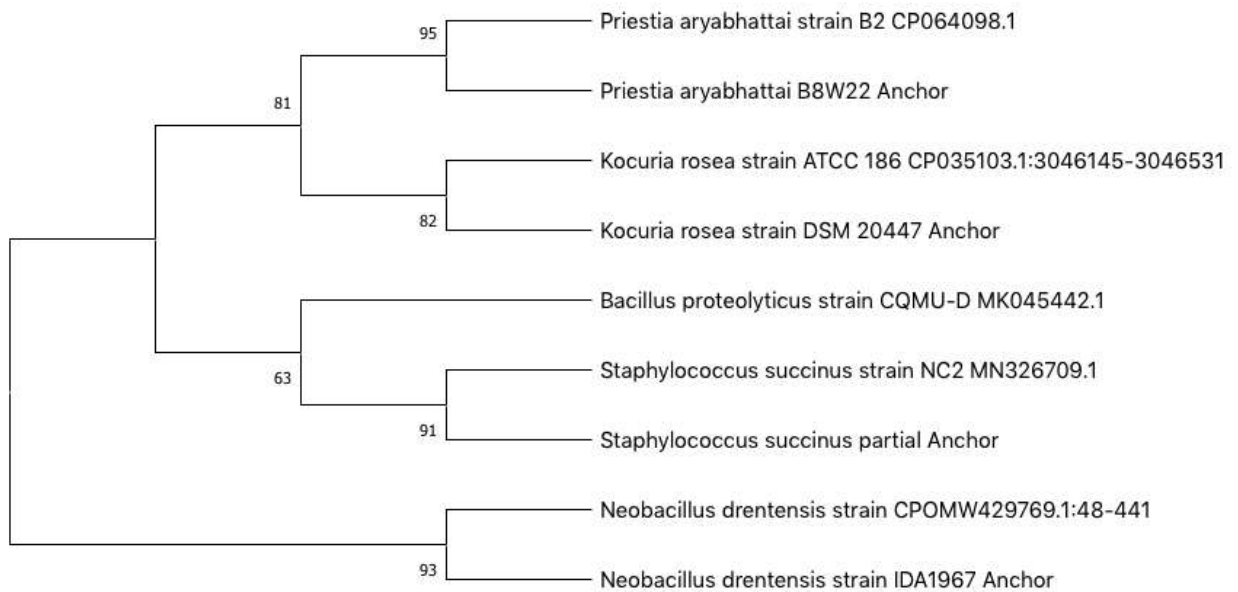 95
Priestia aryabhattai strain B2 CP064098.1
Priestia aryabhattai B8W22 Anchor
81
Kocuria rosea strain ATCC 186 CP035103.1:3046145-3046531
82
Kocuria rosea strain DSM 20447 Anchor
Bacillus proteolyticus strain CQMU-D MK045442.1
63
Staphylococcus succinus strain NC2 MN326709.1
91
Staphylococcus succinus partial Anchor
Neobacillus drentensis strain CPOMW429769.1:48-441
93
Neobacillus drentensis strain IDA1967 Anchor